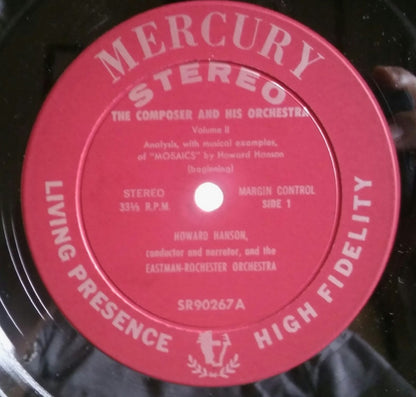 MERCURY
STEREO
THE COMPOSER AND HIS ORCHESTRA
Volume II
Analysis, with musical examples,
of "MOSAICS" by Howard Hanson
(beginning)
STEREO
33⅓ R.P.M.
MARGIN CONTROL
SIDE 1
HOWARD HANSON,
conductor and narrator, and the
EASTMAN-ROCHESTER ORCHESTRA
SR90267A
LIVING PRESENCE
HIGH FIDELITY